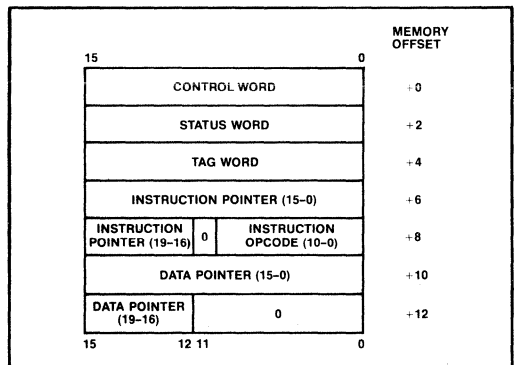 MEMORY
OFFSET
15 0
CONTROL WORD +0
STATUS WORD +2
TAG WORD +4
INSTRUCTION POINTER (15–0) +6
INSTRUCTION
POINTER (19–16) 0 INSTRUCTION
OPCODE (10–0) +8
DATA POINTER (15–0) +10
DATA POINTER
(19–16) 0 +12
15 12 11 0